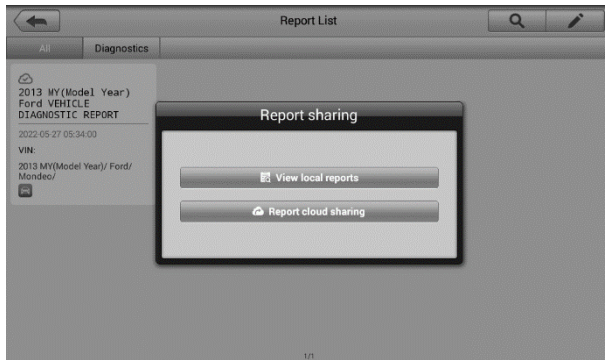 Report List
All
Diagnostics
2013 MY(Model Year)
Ford VEHICLE
DIAGNOSTIC REPORT
2022-05-27 05:34:00
VIN:
2013 MY(Model Year)/ Ford/
Mondeo/
Report sharing
View local reports
Report cloud sharing
1/1